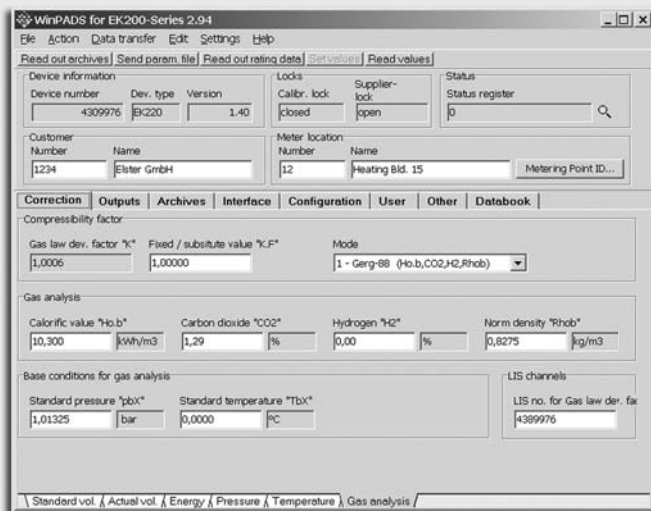 WinPADS for EK200-Series 2.94
File Action Data transfer Edit Settings Help
Read out archives Send param. file Read out rating data Set values Read values
Device information Locks Status
Device number Dev. type Version Calibr. lock Supplier-lock Status register
4309976 EK220 1.40 closed open 0
Customer Meter location
Number Name Number Name
1234 Elster GmbH 12 Heating Bld. 15 Metering Point ID...
Correction Outputs Archives Interface Configuration User Other Databook
Compressibility factor
Gas law dev. factor "K" Fixed / subsitute value "K.F" Mode
1,0006 1,00000 1 - Gerg-88 (Ho.b,CO2,H2,Rhob)
Gas analysis
Calorific value "Ho.b" Carbon dioxide "CO2" Hydrogen "H2" Norm density "Rhob"
10,300 kWh/m3 1,29 % 0,00 % 0,8275 kg/m3
Base conditions for gas analysis LIS channels
Standard pressure "pbX" Standard temperature "TbX" LIS no. for Gas law dev. fac
1,01325 bar 0,0000 ºC 4389976
Standard vol. Actual vol. Energy Pressure Temperature Gas analysis